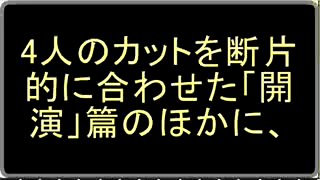 4人のカットを断片
的に合わせた｢開
演｣篇のほかに、